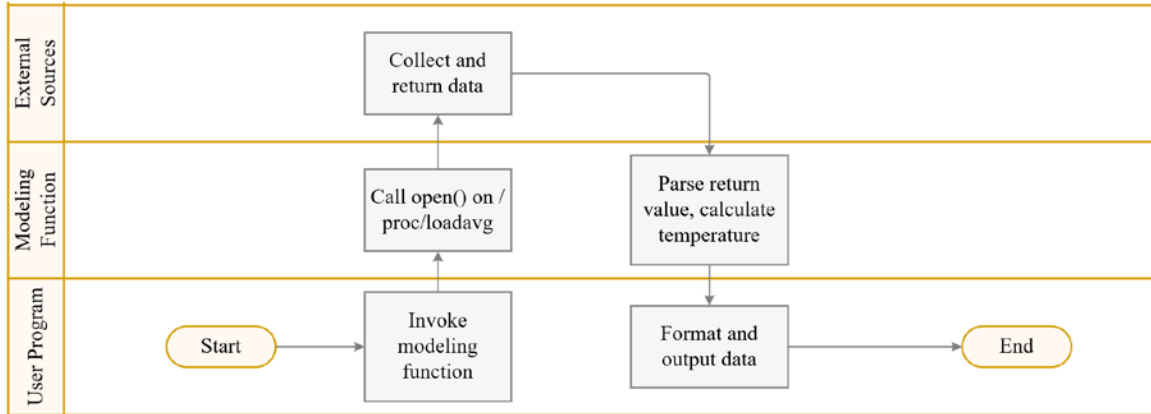 External
Sources
Collect and
return data
Modeling
Function
Call open() on /
proc/loadavg
Parse return
value, calculate
temperature
User Program
Start
Invoke
modeling
function
Format and
output data
End